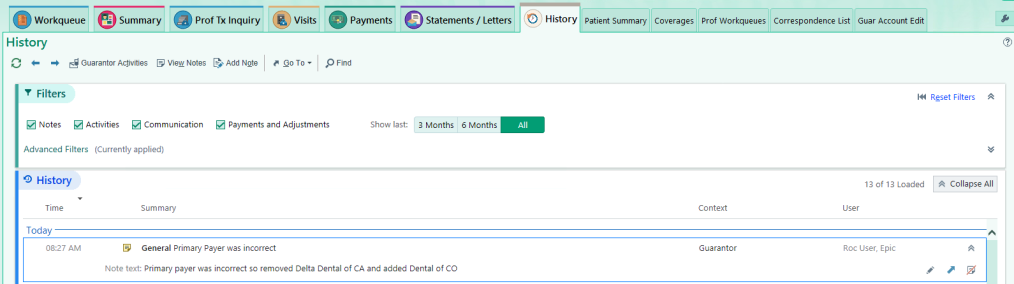 Workqueue Summary Prof Tx Inquiry Visits Payments Statements / Letters History Patient Summary Coverages Prof Workqueues Correspondence List Guar Account Edit
History
Guarantor Activities View Notes Add Note Go To Find
Filters
Reset Filters
Notes Activities Communication Payments and Adjustments Show last: 3 Months 6 Months All
Advanced Filters (Currently applied)
History
13 of 13 Loaded Collapse All
Time Summary Context User
Today
08:27 AM General Primary Payer was incorrect Guarantor Roc User, Epic
Note text: Primary payer was incorrect so removed Delta Dental of CA and added Dental of CO